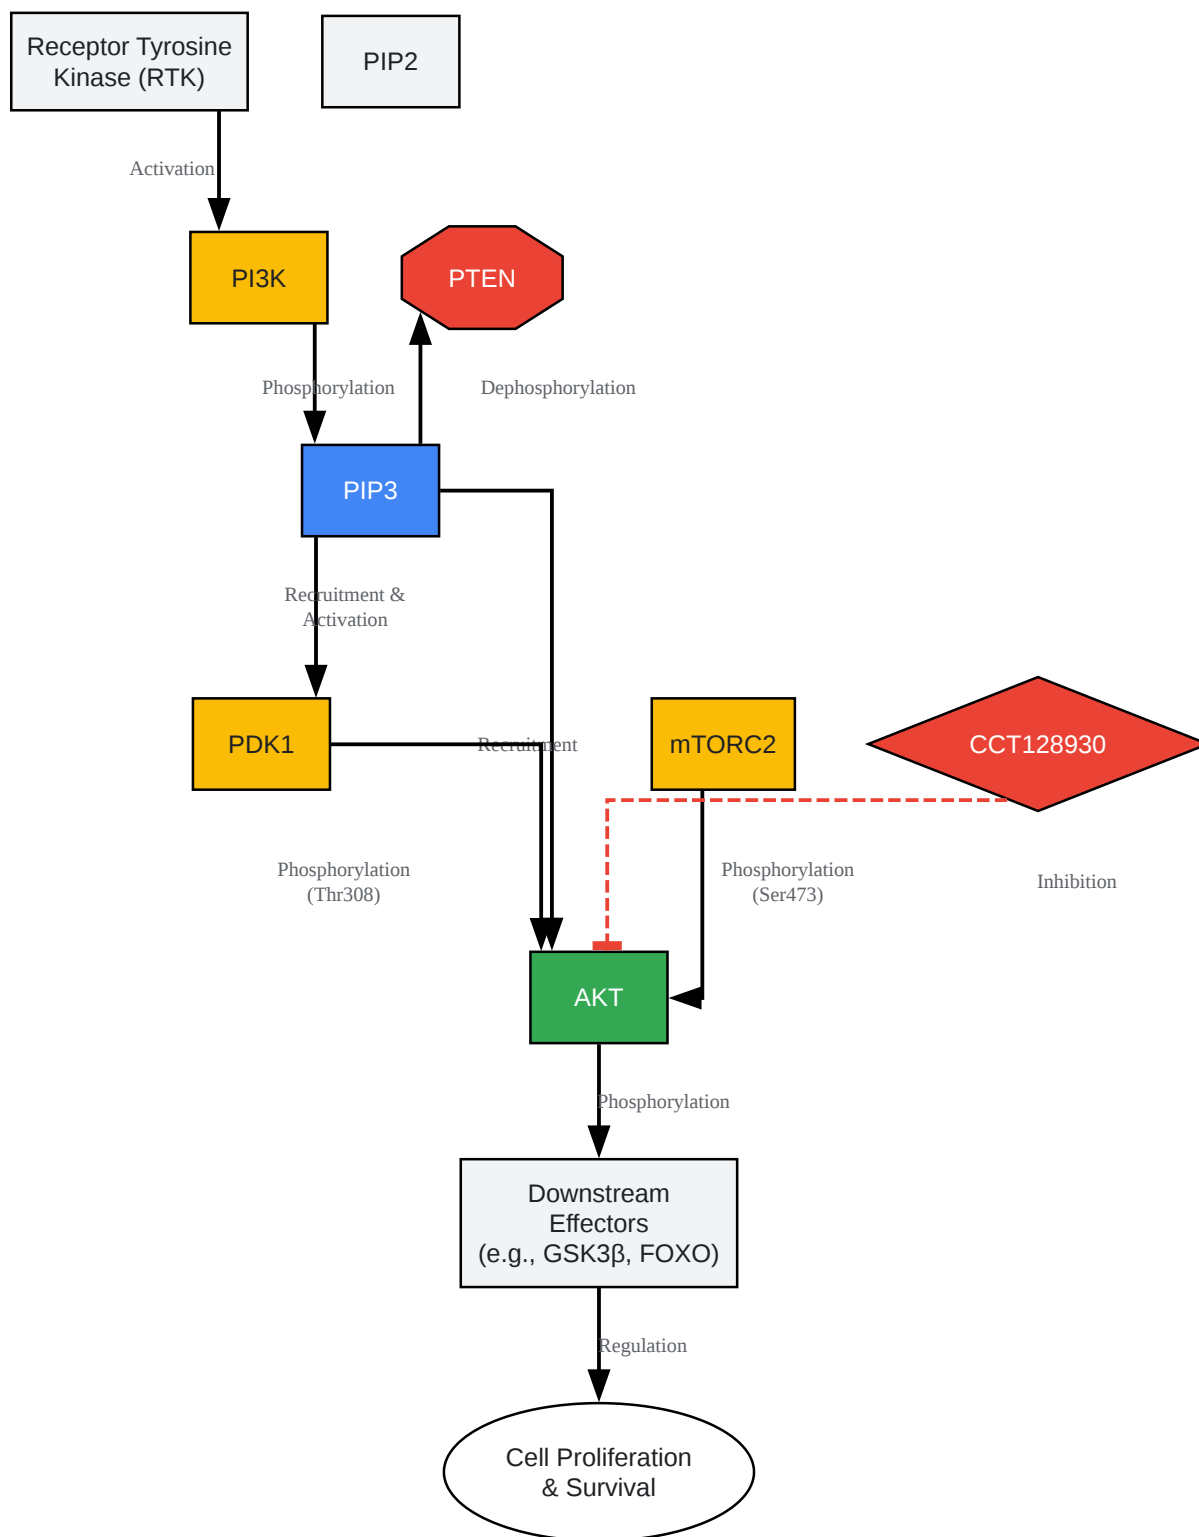 Receptor Tyrosine
Kinase (RTK)
PIP2
Activation
PI3K
PTEN
Phosphorylation
Dephosphorylation
PIP3
Recruitment &
Activation
PDK1
Recruitment
mTORC2
CCT128930
Phosphorylation
(Thr308)
Phosphorylation
(Ser473)
Inhibition
AKT
Phosphorylation
Downstream
Effectors
(e.g., GSK3β, FOXO)
Regulation
Cell Proliferation
& Survival